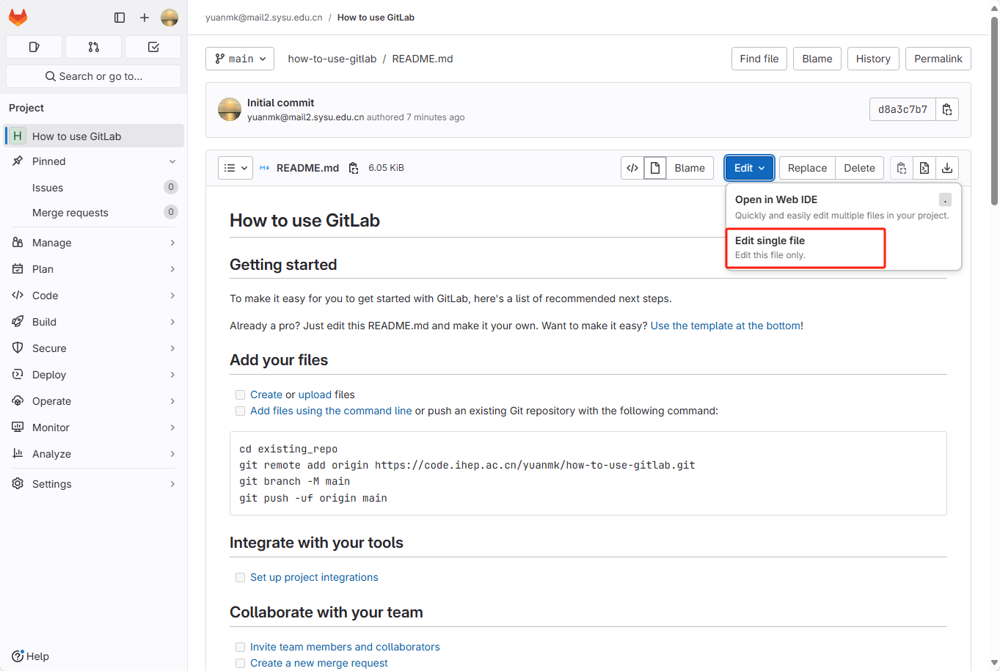 yuanmk@mail2.sysu.edu.cn / How to use GitLab
Search or go to...
Project
H How to use GitLab
Pinned
Issues 0
Merge requests 0
Manage
Plan
Code
Build
Secure
Deploy
Operate
Monitor
Analyze
Settings
Help
main how-to-use-gitlab / README.md Find file Blame History Permalink
Initial commit
yuanmk@mail2.sysu.edu.cn authored 7 minutes ago
d8a3c7b7
README.md 6.05 KiB Blame Edit Replace Delete
Open in Web IDE .
Quickly and easily edit multiple files in your project.
Edit single file
Edit this file only.
How to use GitLab
Getting started
To make it easy for you to get started with GitLab, here's a list of recommended next steps.
Already a pro? Just edit this README.md and make it your own. Want to make it easy? Use the template at the bottom!
Add your files
Create or upload files
Add files using the command line or push an existing Git repository with the following command:
cd existing_repo
git remote add origin https://code.ihep.ac.cn/yuanmk/how-to-use-gitlab.git
git branch -M main
git push -uf origin main
Integrate with your tools
Set up project integrations
Collaborate with your team
Invite team members and collaborators
Create a new merge request